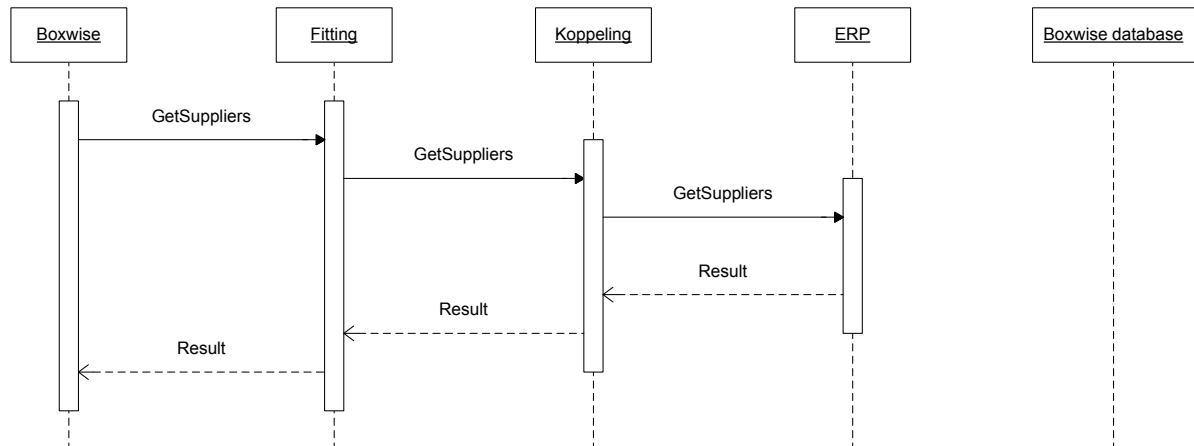 Boxwise
Fitting
Koppeling
ERP
Boxwise database
GetSuppliers
GetSuppliers
GetSuppliers
Result
Result
Result